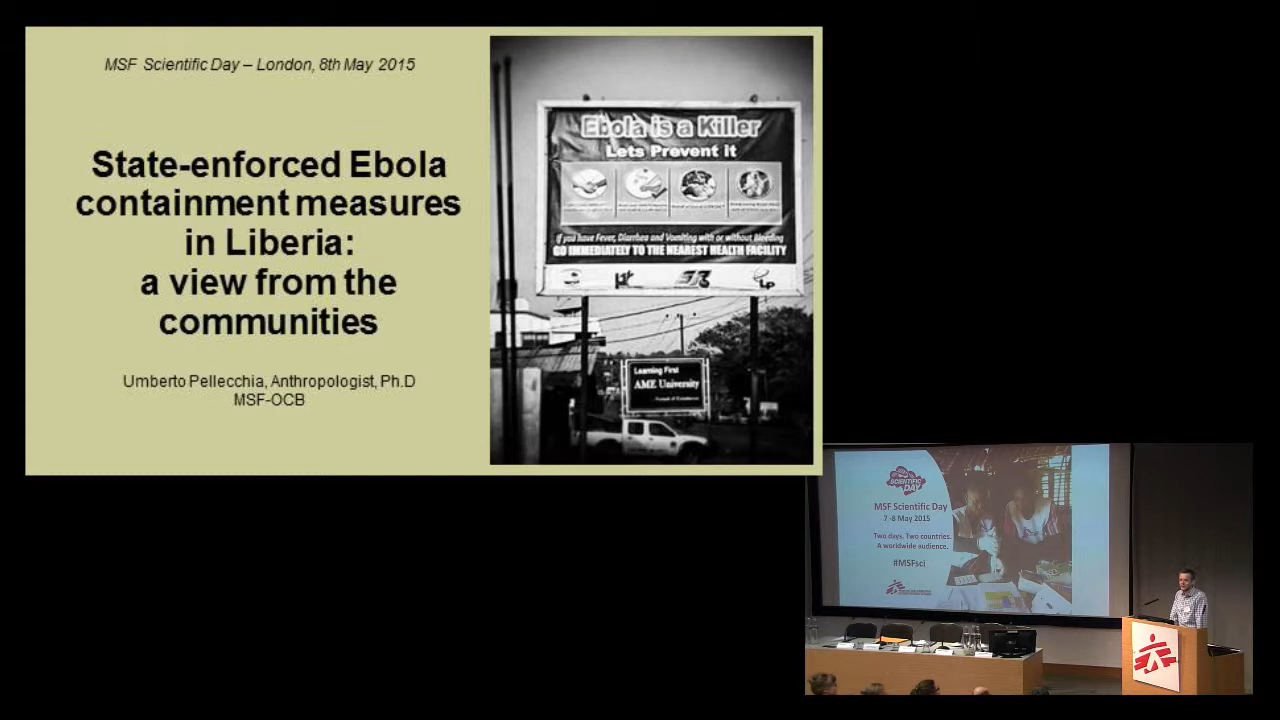 MSF Scientific Day – London, 8th May 2015
State-enforced Ebola
containment measures
in Liberia:
a view from the
communities
Umberto Pellecchia, Anthropologist, Ph.D
MSF-OCB
Ebola is a Killer
Lets Prevent it
If you have Fever, Diarrhea and Vomiting with or without Bleeding
GO IMMEDIATELY TO THE NEAREST HEALTH FACILITY
Learning First
AME University
SCIENTIFIC
DAY
MSF Scientific Day
7 -8 May 2015
Two days. Two countries.
A worldwide audience.
#MSFsci